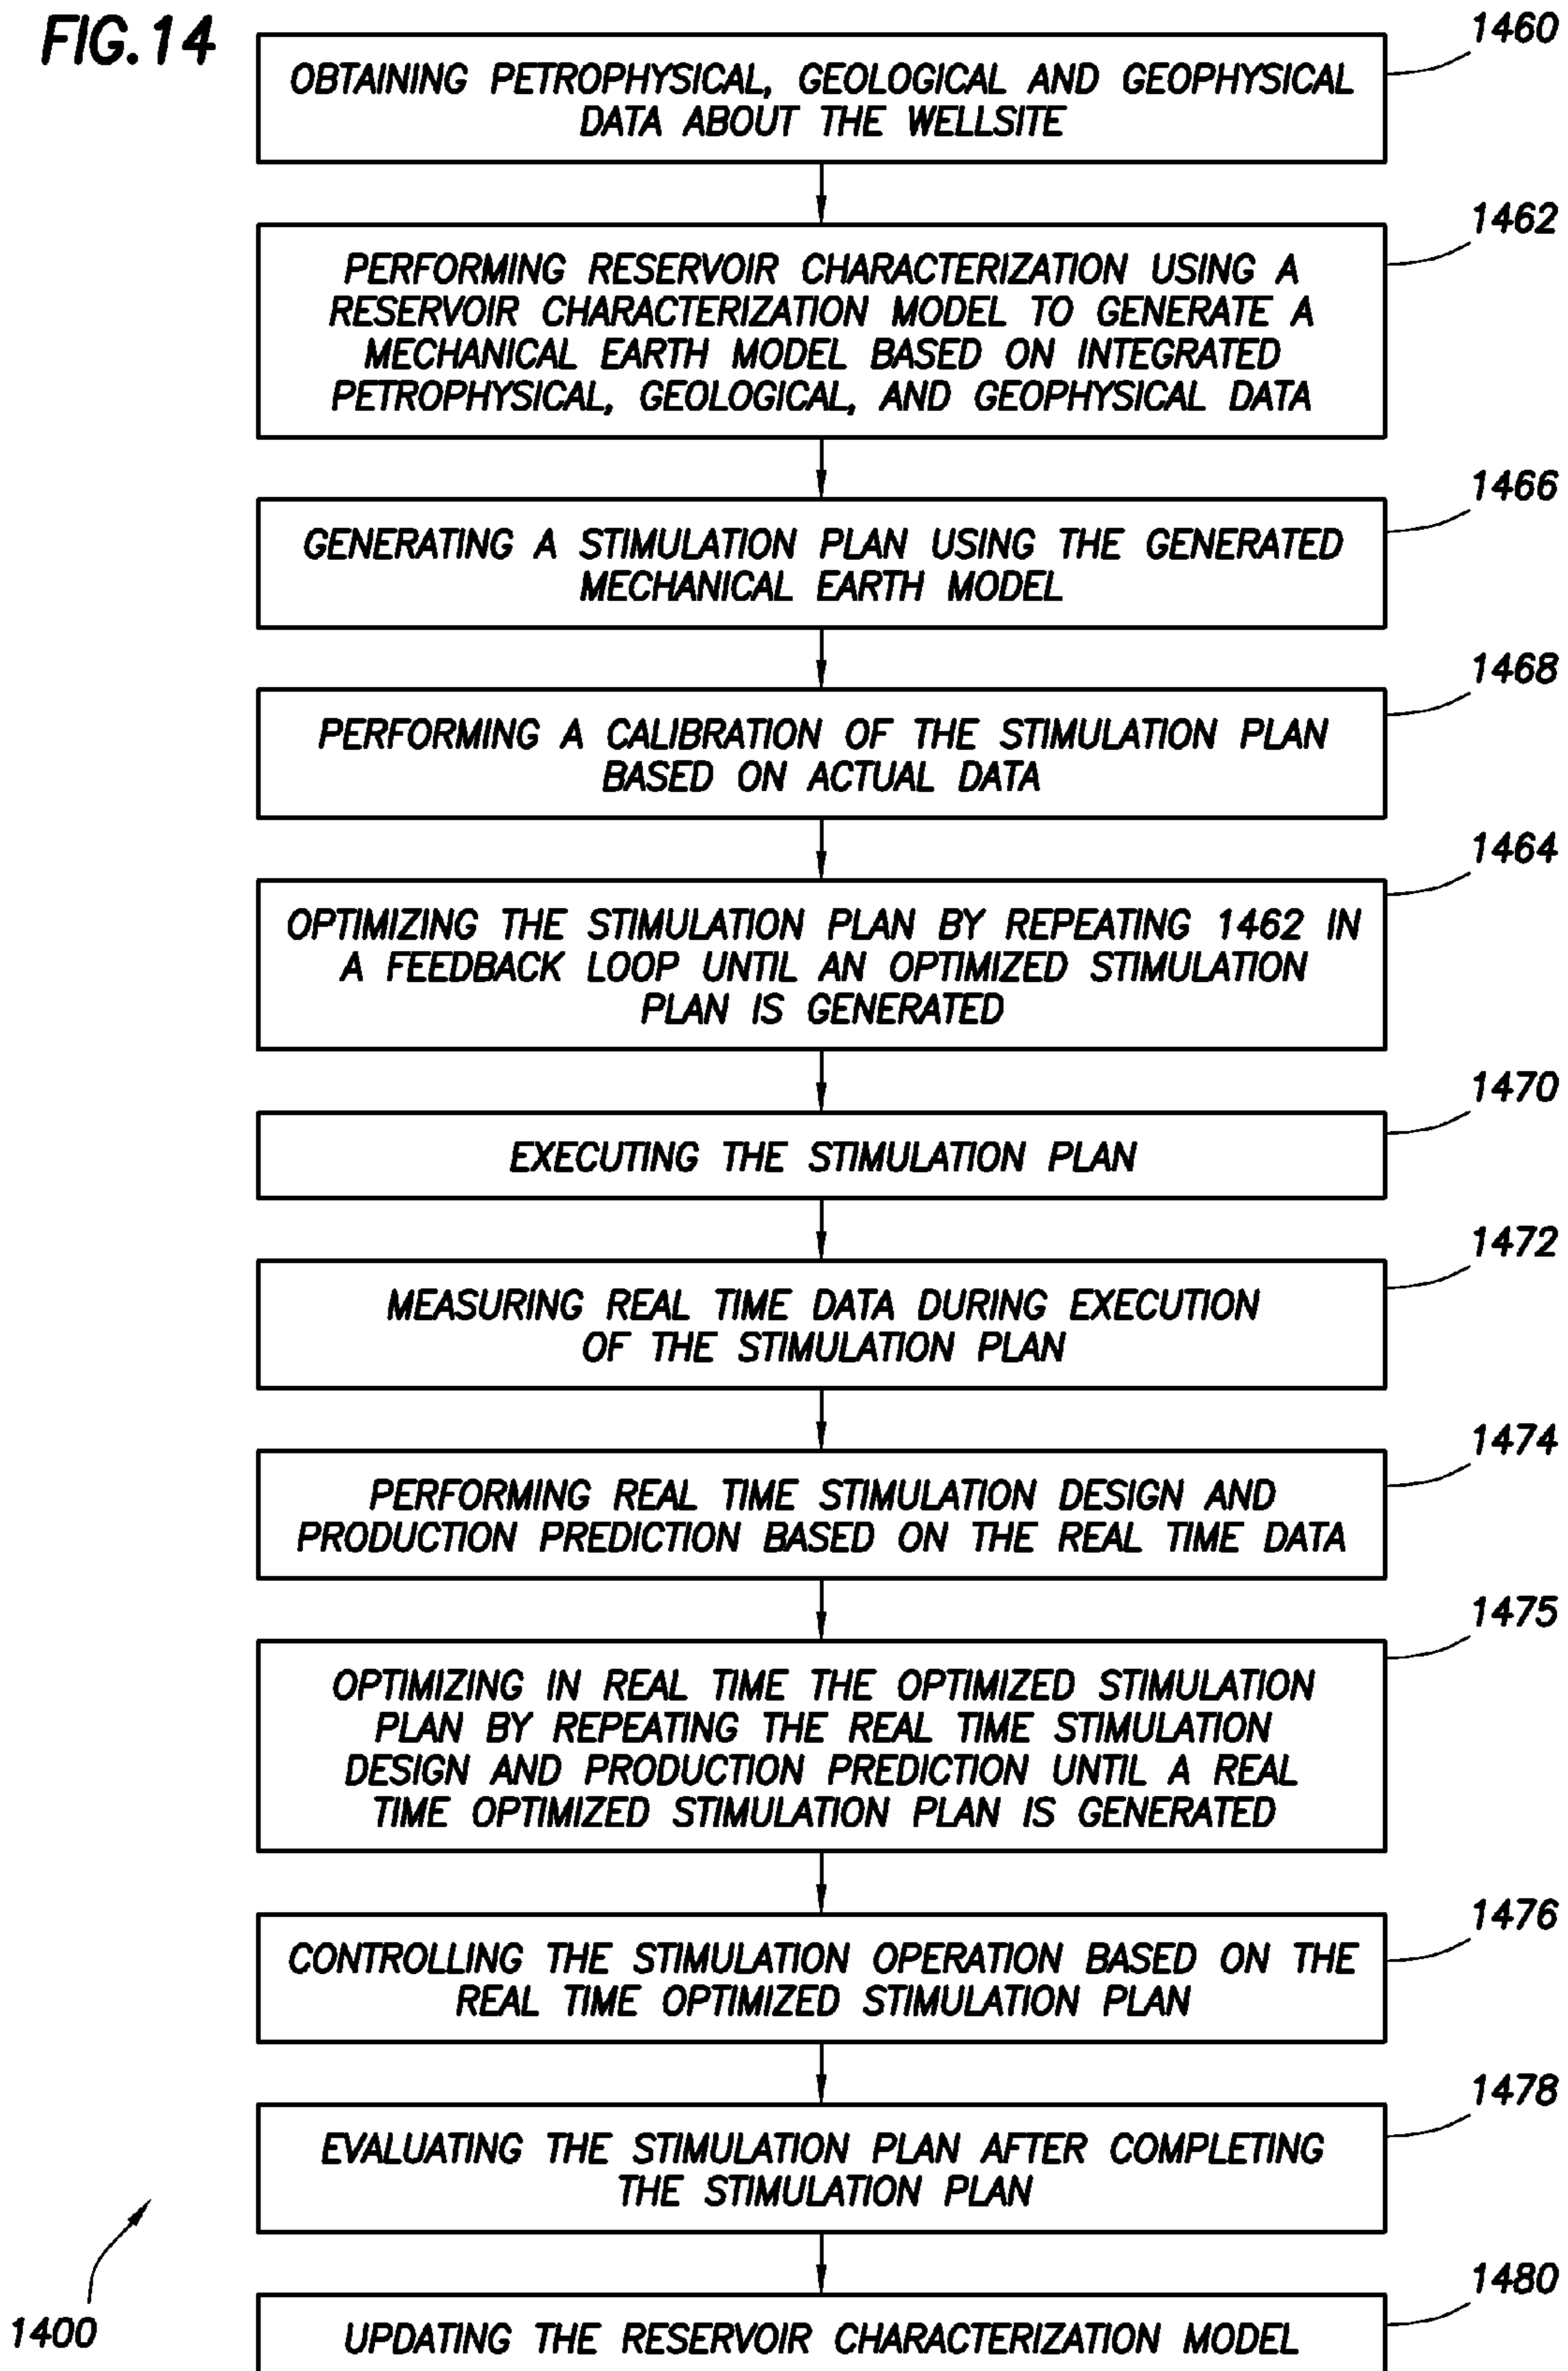 FIG.14
1460
OBTAINING PETROPHYSICAL, GEOLOGICAL AND GEOPHYSICAL
DATA ABOUT THE WELLSITE
1462
PERFORMING RESERVOIR CHARACTERIZATION USING A
RESERVOIR CHARACTERIZATION MODEL TO GENERATE A
MECHANICAL EARTH MODEL BASED ON INTEGRATED
PETROPHYSICAL, GEOLOGICAL, AND GEOPHYSICAL DATA
1466
GENERATING A STIMULATION PLAN USING THE GENERATED
MECHANICAL EARTH MODEL
1468
PERFORMING A CALIBRATION OF THE STIMULATION PLAN
BASED ON ACTUAL DATA
1464
OPTIMIZING THE STIMULATION PLAN BY REPEATING 1462 IN
A FEEDBACK LOOP UNTIL AN OPTIMIZED STIMULATION
PLAN IS GENERATED
1470
EXECUTING THE STIMULATION PLAN
1472
MEASURING REAL TIME DATA DURING EXECUTION
OF THE STIMULATION PLAN
1474
PERFORMING REAL TIME STIMULATION DESIGN AND
PRODUCTION PREDICTION BASED ON THE REAL TIME DATA
1475
OPTIMIZING IN REAL TIME THE OPTIMIZED STIMULATION
PLAN BY REPEATING THE REAL TIME STIMULATION
DESIGN AND PRODUCTION PREDICTION UNTIL A REAL
TIME OPTIMIZED STIMULATION PLAN IS GENERATED
1476
CONTROLLING THE STIMULATION OPERATION BASED ON THE
REAL TIME OPTIMIZED STIMULATION PLAN
1478
EVALUATING THE STIMULATION PLAN AFTER COMPLETING
THE STIMULATION PLAN
1480
UPDATING THE RESERVOIR CHARACTERIZATION MODEL
1400